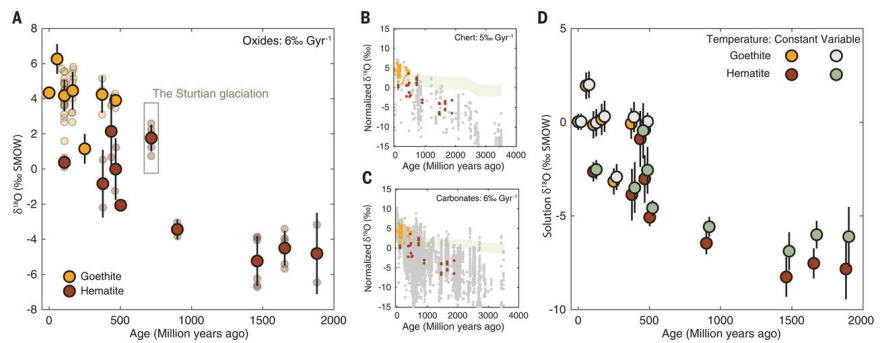 A
Oxides: 6‰ Gyr⁻¹
The Sturtian glaciation
δ¹⁸O (‰ SMOW)
8
6
4
2
0
-2
-4
-6
-8
Goethite
Hematite
0
500
1000
1500
2000
Age (Million years ago)
B
Chert: 5‰ Gyr⁻¹
Normalized δ¹⁸O (‰)
15
10
5
0
-5
-10
-15
0
1000
2000
3000
4000
Age (Million years ago)
C
Carbonates: 6‰ Gyr⁻¹
Normalized δ¹⁸O (‰)
15
10
5
0
-5
-10
-15
0
1000
2000
3000
4000
Age (Million years ago)
D
Temperature: Constant Variable
Goethite
Hematite
Solution δ¹⁸O (‰ SMOW)
5
0
-5
-10
0
500
1000
1500
2000
Age (Million years ago)